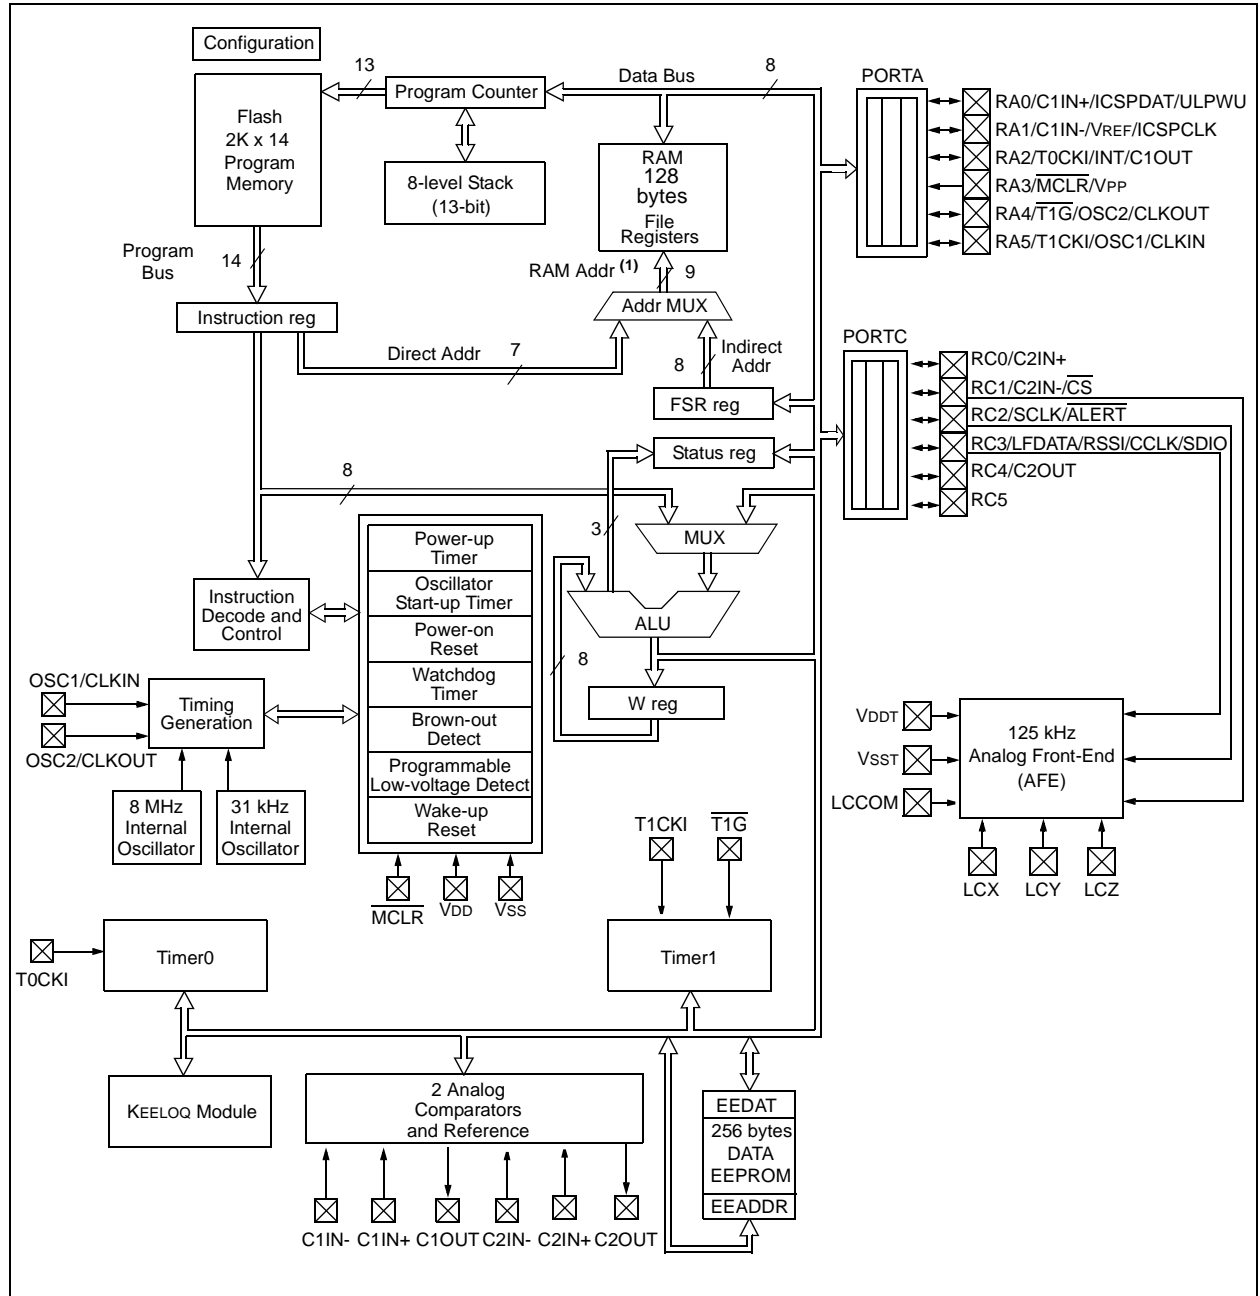 Configuration
Flash
2K x 14
Program
Memory
13
Program Counter
8-level Stack
(13-bit)
Data Bus
8
RAM
128
bytes
File
Registers
RAM Addr (1)
9
Addr MUX
Program
Bus
14
Instruction reg
Direct Addr
7
8
Indirect
Addr
FSR reg
Status reg
8
3
MUX
ALU
8
W reg
PORTA
RA0/C1IN+/ICSPDAT/ULPWU
RA1/C1IN-/VREF/ICSPCLK
RA2/T0CKI/INT/C1OUT
RA3/MCLR/VPP
RA4/T1G/OSC2/CLKOUT
RA5/T1CKI/OSC1/CLKIN
PORTC
RC0/C2IN+
RC1/C2IN-/CS
RC2/SCLK/ALERT
RC3/LFDATA/RSSI/CCLK/SDIO
RC4/C2OUT
RC5
Instruction
Decode and
Control
OSC1/CLKIN
OSC2/CLKOUT
Timing
Generation
8 MHz
Internal
Oscillator
31 kHz
Internal
Oscillator
Power-up
Timer
Oscillator
Start-up Timer
Power-on
Reset
Watchdog
Timer
Brown-out
Detect
Programmable
Low-voltage Detect
Wake-up
Reset
MCLR
VDD
VSS
VDDT
VSST
LCCOM
125 kHz
Analog Front-End
(AFE)
LCX
LCY
LCZ
T1CKI
T1G
T0CKI
Timer0
Timer1
KEELOQ Module
2 Analog
Comparators
and Reference
C1IN-
C1IN+
C1OUT
C2IN-
C2IN+
C2OUT
EEDAT
256 bytes
DATA
EEPROM
EEADDR